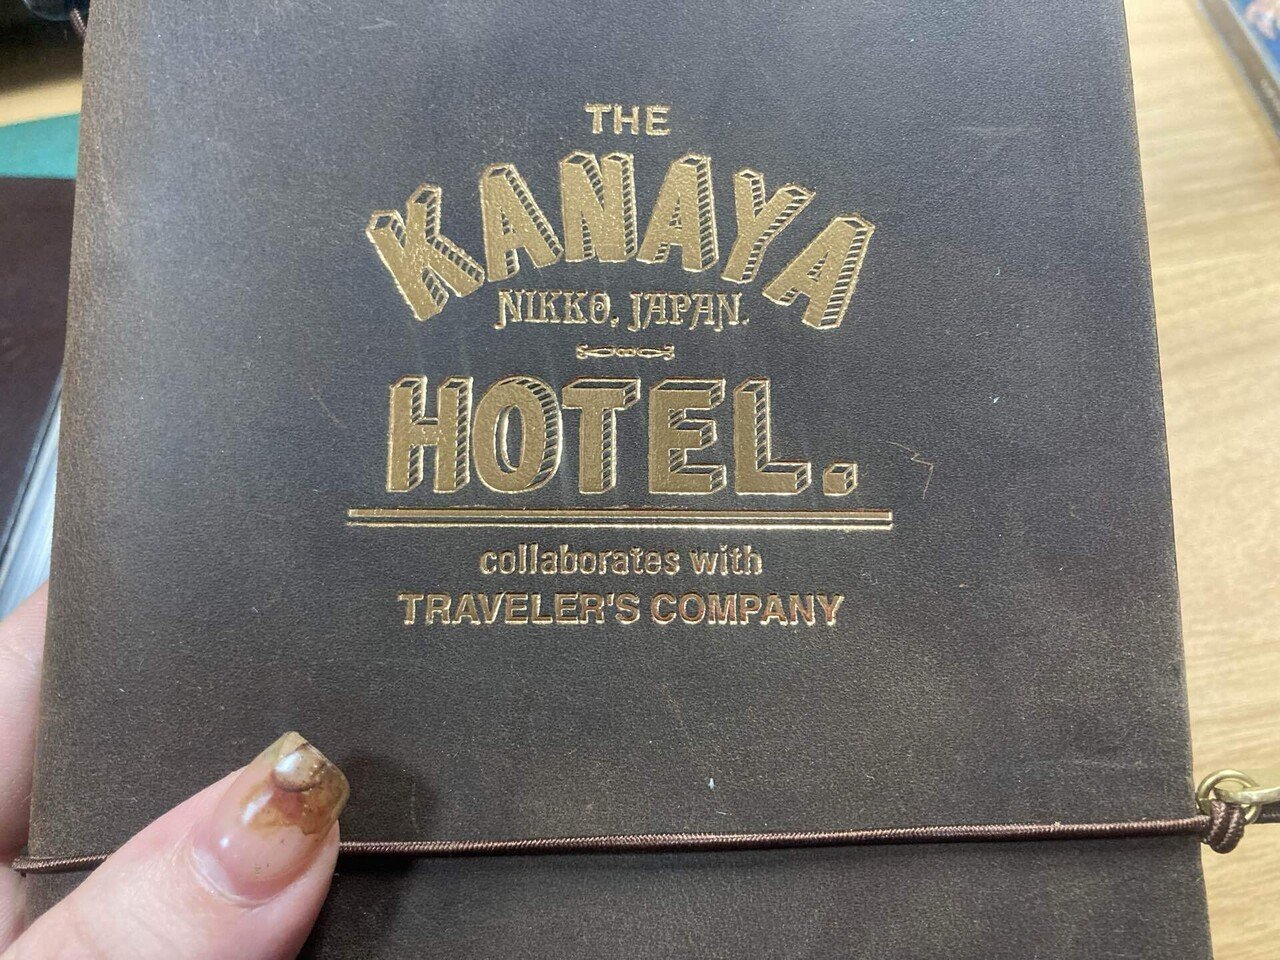 THE
KANAYA
NIKKO, JAPAN.
HOTEL.
collaborates with
TRAVELER'S COMPANY